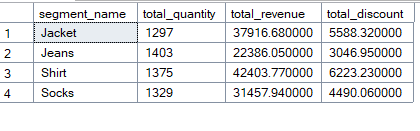 segment_name total_quantity total_revenue total_discount
1 Jacket 1297 37916.680000 5588.320000
2 Jeans 1403 22386.050000 3046.950000
3 Shirt 1375 42403.770000 6223.230000
4 Socks 1329 31457.940000 4490.060000